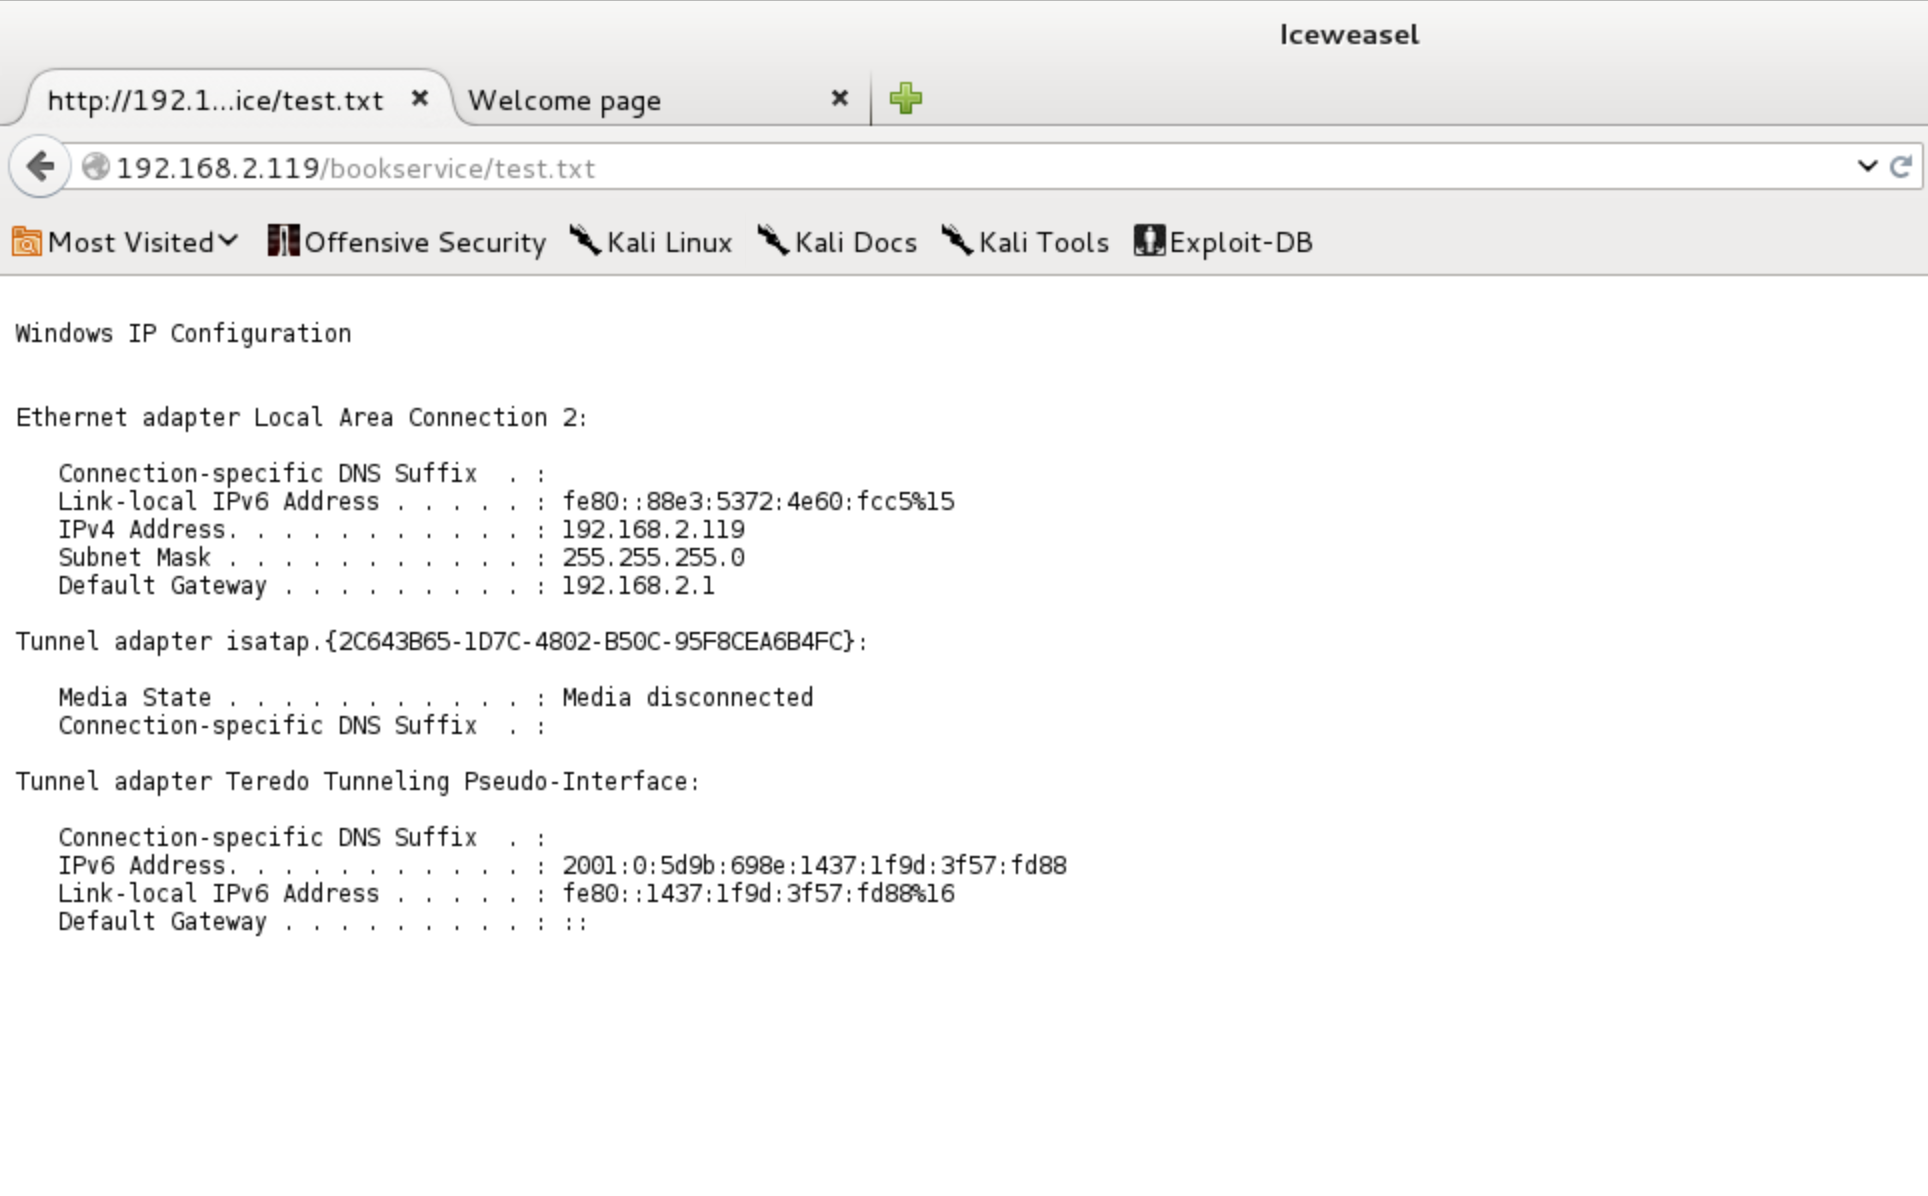 Iceweasel
http://192.1...ice/test.txt
Welcome page
192.168.2.119/bookservice/test.txt
Most Visited Offensive Security Kali Linux Kali Docs Kali Tools Exploit-DB
Windows IP Configuration
Ethernet adapter Local Area Connection 2:
Connection-specific DNS Suffix  . :
Link-local IPv6 Address . . . . . : fe80::88e3:5372:4e60:fcc5%15
IPv4 Address. . . . . . . . . . . : 192.168.2.119
Subnet Mask . . . . . . . . . . . : 255.255.255.0
Default Gateway . . . . . . . . . : 192.168.2.1
Tunnel adapter isatap.{2C643B65-1D7C-4802-B50C-95F8CEA6B4FC}:
Media State . . . . . . . . . . . : Media disconnected
Connection-specific DNS Suffix  . :
Tunnel adapter Teredo Tunneling Pseudo-Interface:
Connection-specific DNS Suffix  . :
IPv6 Address. . . . . . . . . . . : 2001:0:5d9b:698e:1437:1f9d:3f57:fd88
Link-local IPv6 Address . . . . . : fe80::1437:1f9d:3f57:fd88%16
Default Gateway . . . . . . . . . : ::